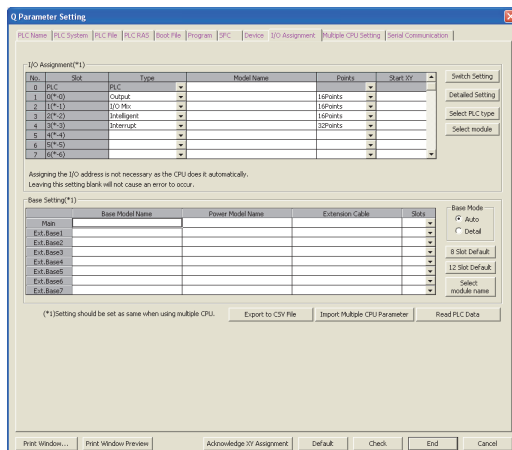 Q Parameter Setting
PLC Name PLC System PLC File PLC RAS Boot File Program SFC Device I/O Assignment Multiple CPU Setting Serial Communication
I/O Assignment(*1)
No. Slot Type Model Name Points Start XY
0 PLC PLC
1 0(*-0) Output 16Points
2 1(*-1) I/O Mix 16Points
3 2(*-2) Intelligent 16Points
4 3(*-3) Interrupt 32Points
5 4(*-4)
6 5(*-5)
7 6(*-6)
Switch Setting
Detailed Setting
Select PLC type
Select module
Assigning the I/O address is not necessary as the CPU does it automatically.
Leaving this setting blank will not cause an error to occur.
Base Setting(*1)
Base Model Name Power Model Name Extension Cable Slots
Main
Ext.Base1
Ext.Base2
Ext.Base3
Ext.Base4
Ext.Base5
Ext.Base6
Ext.Base7
Base Mode
Auto
Detail
8 Slot Default
12 Slot Default
Select
module name
(*1)Setting should be set as same when using multiple CPU.
Export to CSV File Import Multiple CPU Parameter Read PLC Data
Print Window... Print Window Preview Acknowledge XY Assignment Default Check End Cancel